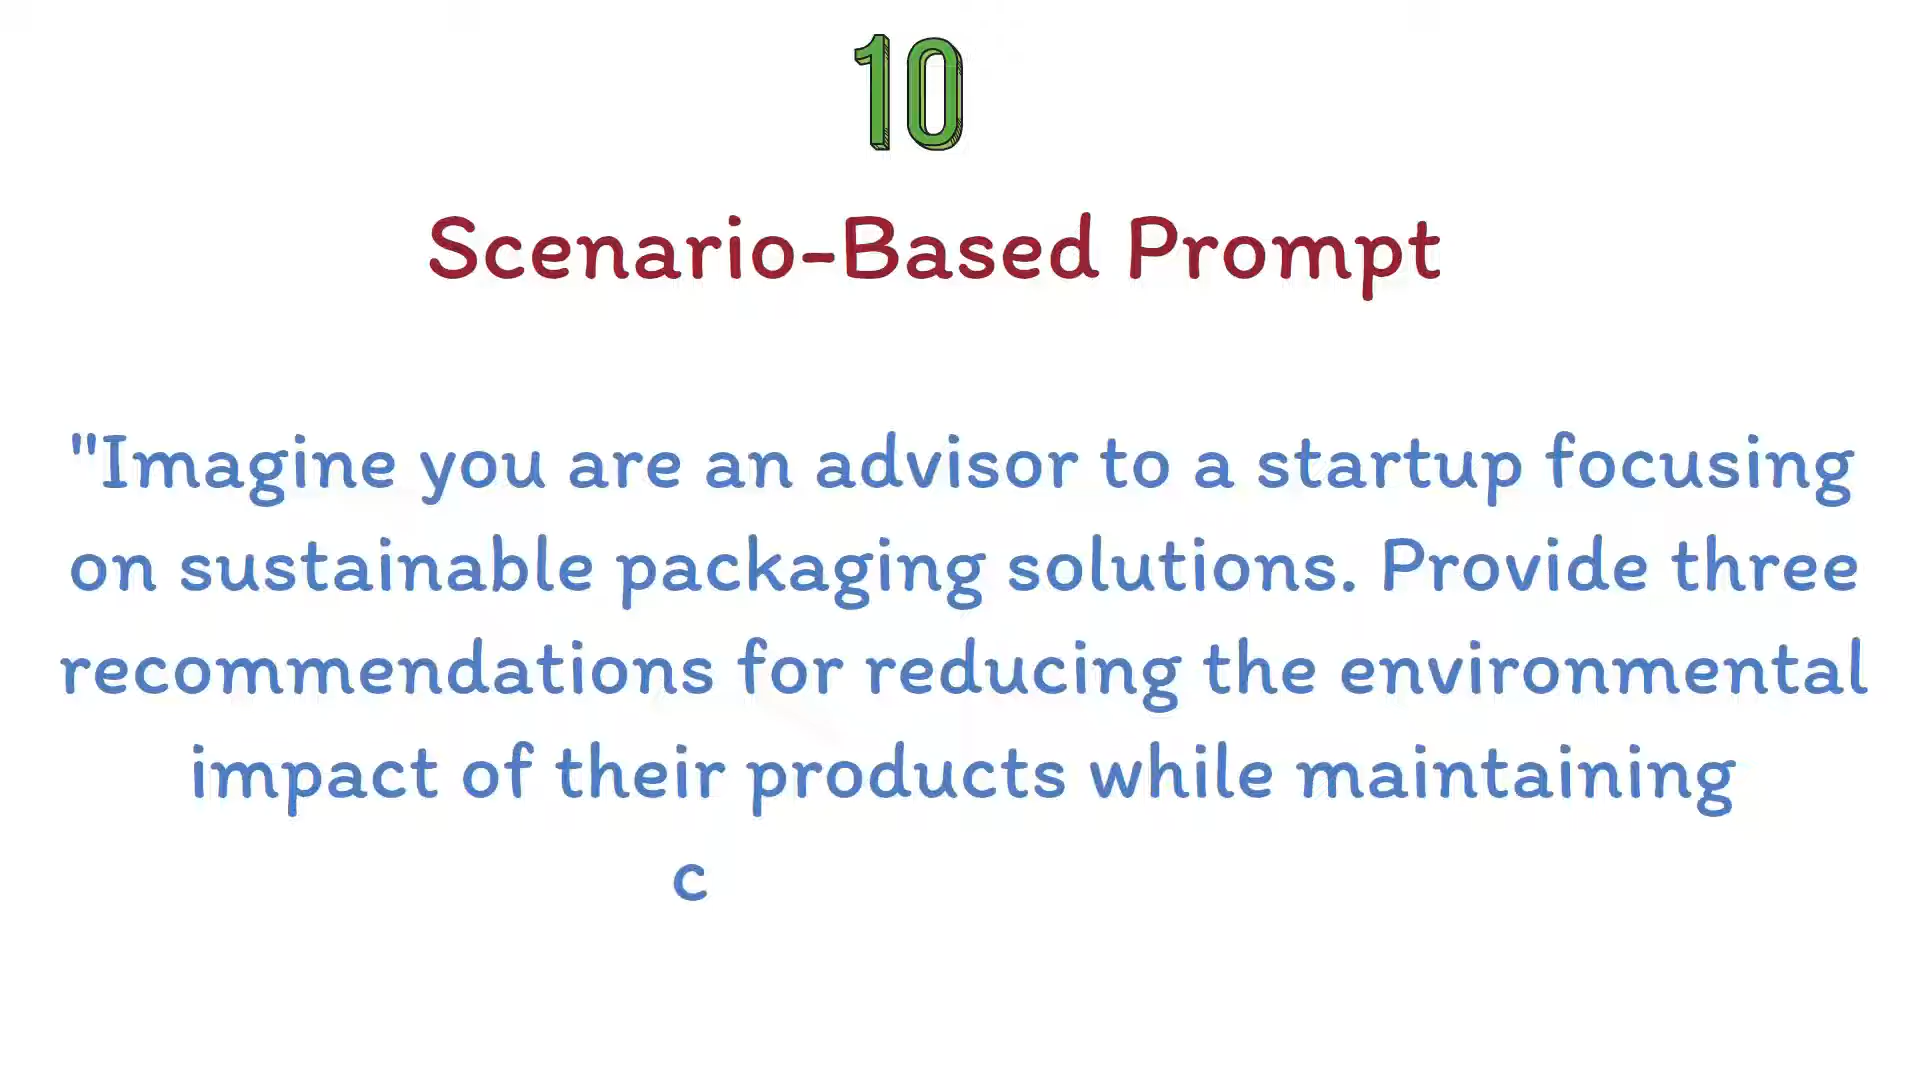 10
Scenario-Based Prompt
"Imagine you are an advisor to a startup focusing
on sustainable packaging solutions. Provide three
recommendations for reducing the environmental
impact of their products while maintaining
c